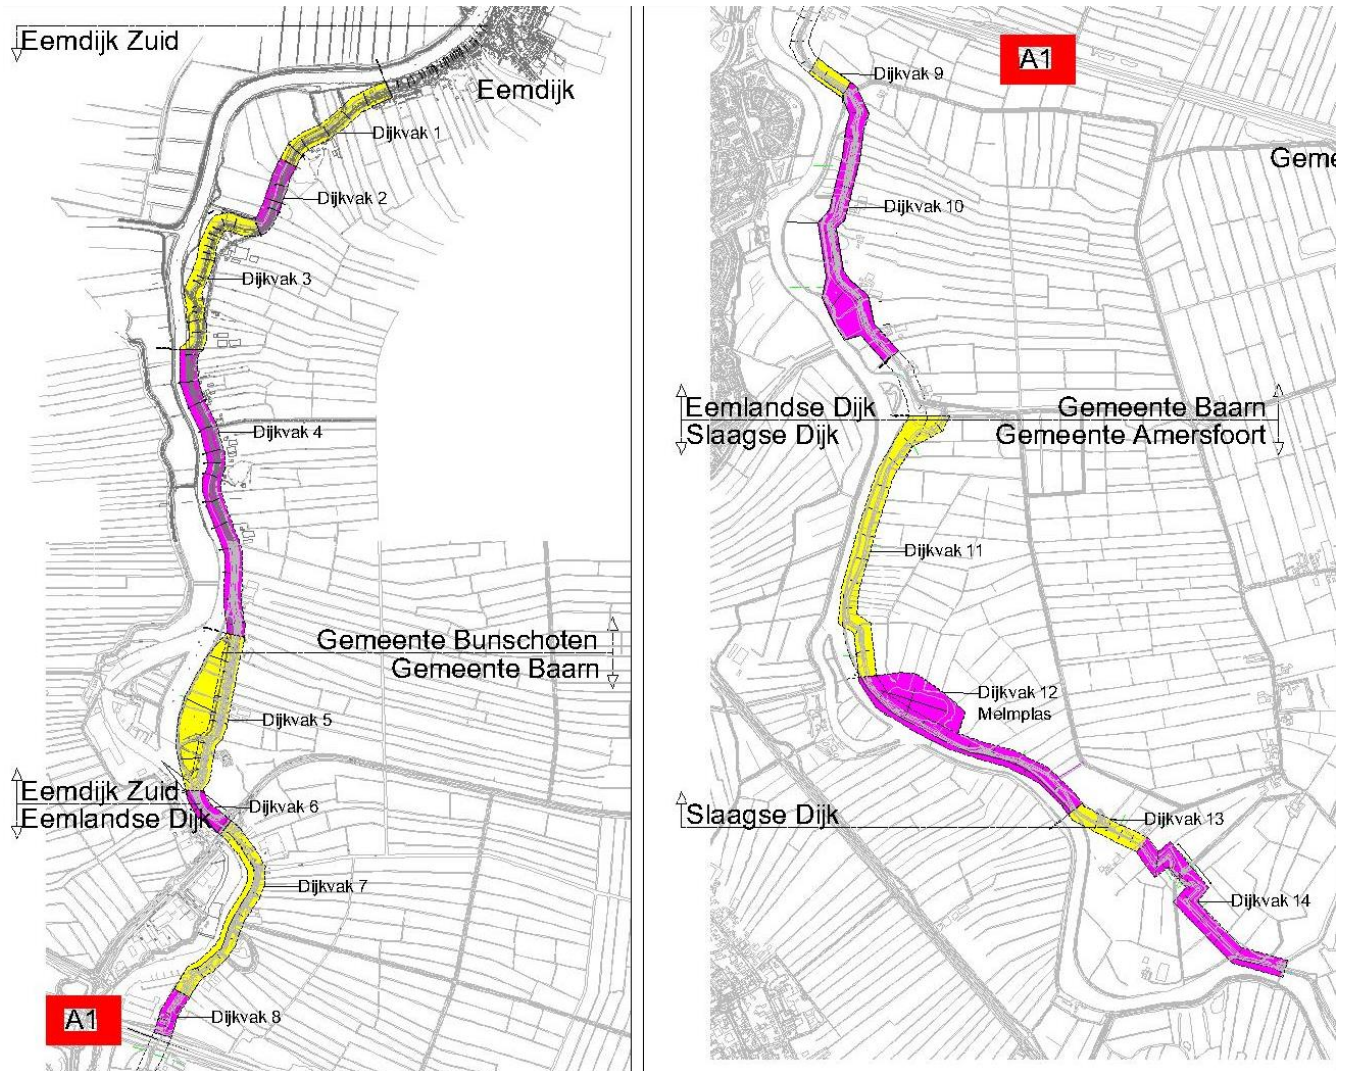 Eemdijk Zuid
Eemdijk
Dijkvak 1
Dijkvak 2
Dijkvak 3
Dijkvak 4
Gemeente Bunschoten
Gemeente Baarn
Dijkvak 5
Eemdijk Zuid
Eemlandse Dijk
Dijkvak 6
Dijkvak 7
A1
Dijkvak 8
A1
Dijkvak 9
Geme
Dijkvak 10
Eemlandse Dijk
Slaagse Dijk
Gemeente Baarn
Gemeente Amersfoort
Dijkvak 11
Dijkvak 12
Melmplas
Slaagse Dijk
Dijkvak 13
Dijkvak 14